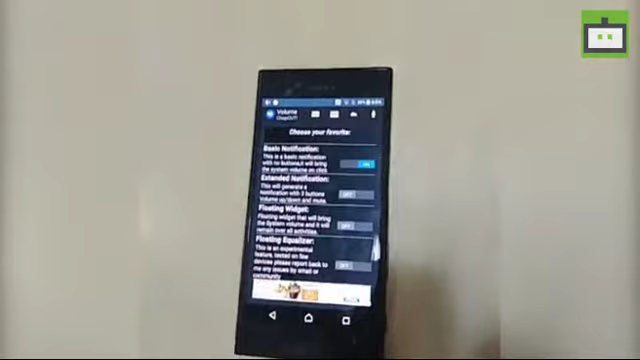 Volume
Choose your favorite:
Basic Notification:
This is a basic notification
with no buttons,it will bring
the system volume on click
ON
Extended Notification:
This will generate a
Notification with 3 buttons
Volume up/down and mute.
OFF
Floating Widget:
Floating widget that will bring
the System volume and it will
remain over all activities.
OFF
Floating Equalizer:
This is an experimental
feature, tested on few
devices please report back to
me any issues by email or
community
OFF